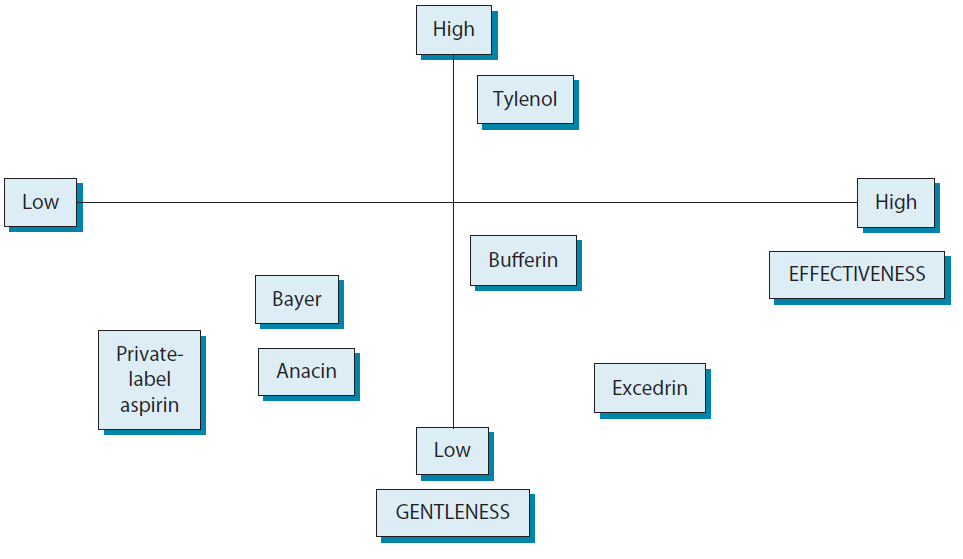 High
Tylenol
Low
High
Bufferin
EFFECTIVENESS
Bayer
Private-
label
aspirin
Anacin
Excedrin
Low
GENTLENESS